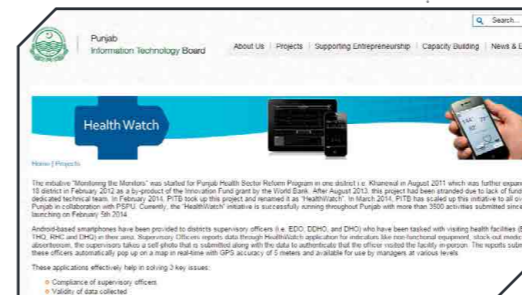 Search...
Punjab
Information Technology Board
About Us | Projects | Supporting Entrepreneurship | Capacity Building | News & E
Health Watch
Home | Projects
The initiative "Monitoring the Monitors" was started for Punjab Health Sector Reform Program in one district i.e. Khanewal in August 2011 which was further expan
18 district in February 2012 as a by-product of the Innovation Fund grant by the World Bank. After August 2013, this project had been stranded due to lack of fund
dedicated technical team. In February 2014, PITB took up this project and renamed it as "HealthWatch". In March 2014, PITB has scaled up this initiative to all ov
Punjab in collaboration with PSPU. Currently, the "HealthWatch" initiative is successfully running throughout Punjab with more than 3500 activities submitted since
launching on February 5th 2014.
Android-based smartphones have been provided to districts supervisory officers (i.e. EDO, DDHO, and DHO) who have been tasked with visiting health facilities (B
THQ, RHC and DHQ) in their area. Supervisory Officers reports data through HealthWatch application for indicators like non-functional equipment, stock out medic
absenteeism, the supervisors takes a self-photo that is submitted along with the data to authenticate that the officer visited the facility in-person. The reports subm
these officers automatically pop up on a map in real-time with GPS accuracy of 5 meters and available for use by managers at various levels
These applications effectively help in solving 3 key issues:
Compliance of supervisory officers
Validity of data collected